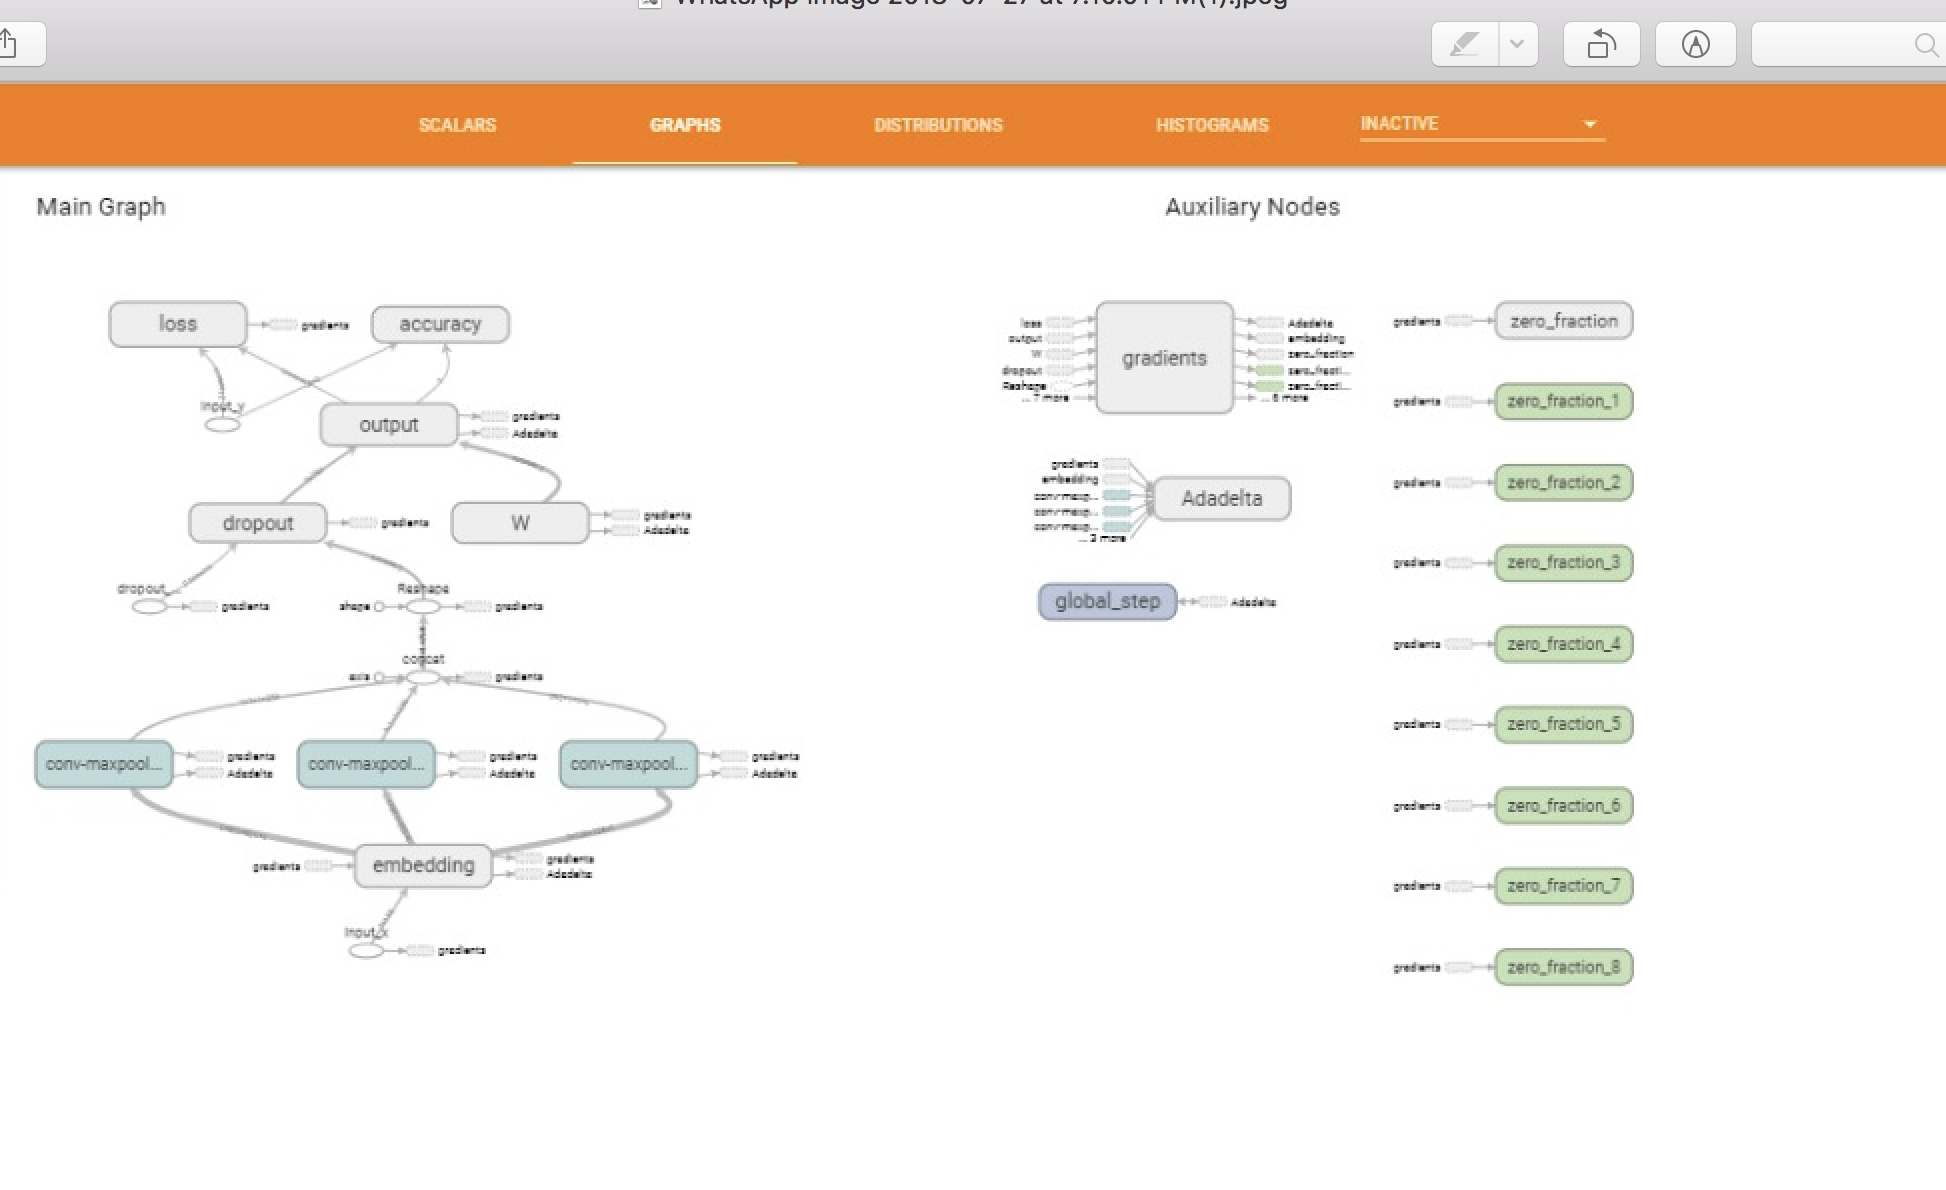 SCALARS
GRAPHS
DISTRIBUTIONS
HISTOGRAMS
INACTIVE
Main Graph
loss
gradients
accuracy
input_y
output
gradients
Adadelta
dropout
gradients
W
gradients
Adadelta
dropout_
gradients
Reshape
shape
gradients
concat
axis
gradients
conv-maxpool...
gradients
Adadelta
conv-maxpool...
gradients
Adadelta
conv-maxpool...
gradients
Adadelta
gradients
embedding
gradients
Adadelta
input_x
gradients
Auxiliary Nodes
loss
output
W
dropout
Reshape
... 7 more
gradients
Adadelta
embedding
zero_fraction
zero_fracti...
zero_fracti...
... 6 more
gradients
embedding
conv-maxp...
conv-maxp...
conv-maxp...
... 3 more
Adadelta
global_step
Adadelta
gradients
zero_fraction
gradients
zero_fraction_1
gradients
zero_fraction_2
gradients
zero_fraction_3
gradients
zero_fraction_4
gradients
zero_fraction_5
gradients
zero_fraction_6
gradients
zero_fraction_7
gradients
zero_fraction_8